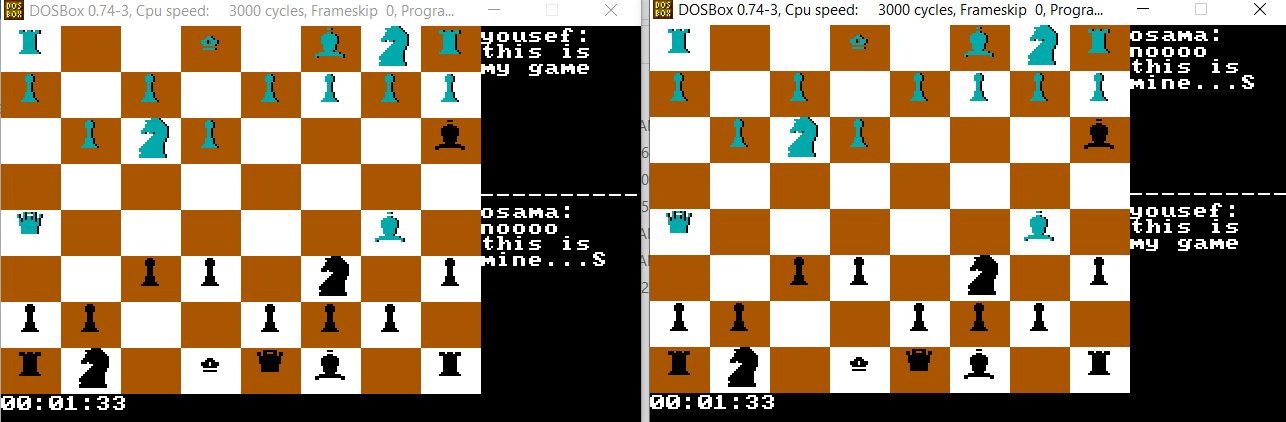 DOSBox 0.74-3, Cpu speed: 3000 cycles, Frameskip 0, Progra...
yousef:
this is
my game
osama:
noooo
this is
mine...S
00:01:33
DOSBox 0.74-3, Cpu speed: 3000 cycles, Frameskip 0, Progra...
osama:
noooo
this is
mine...S
yousef:
this is
my game
00:01:33